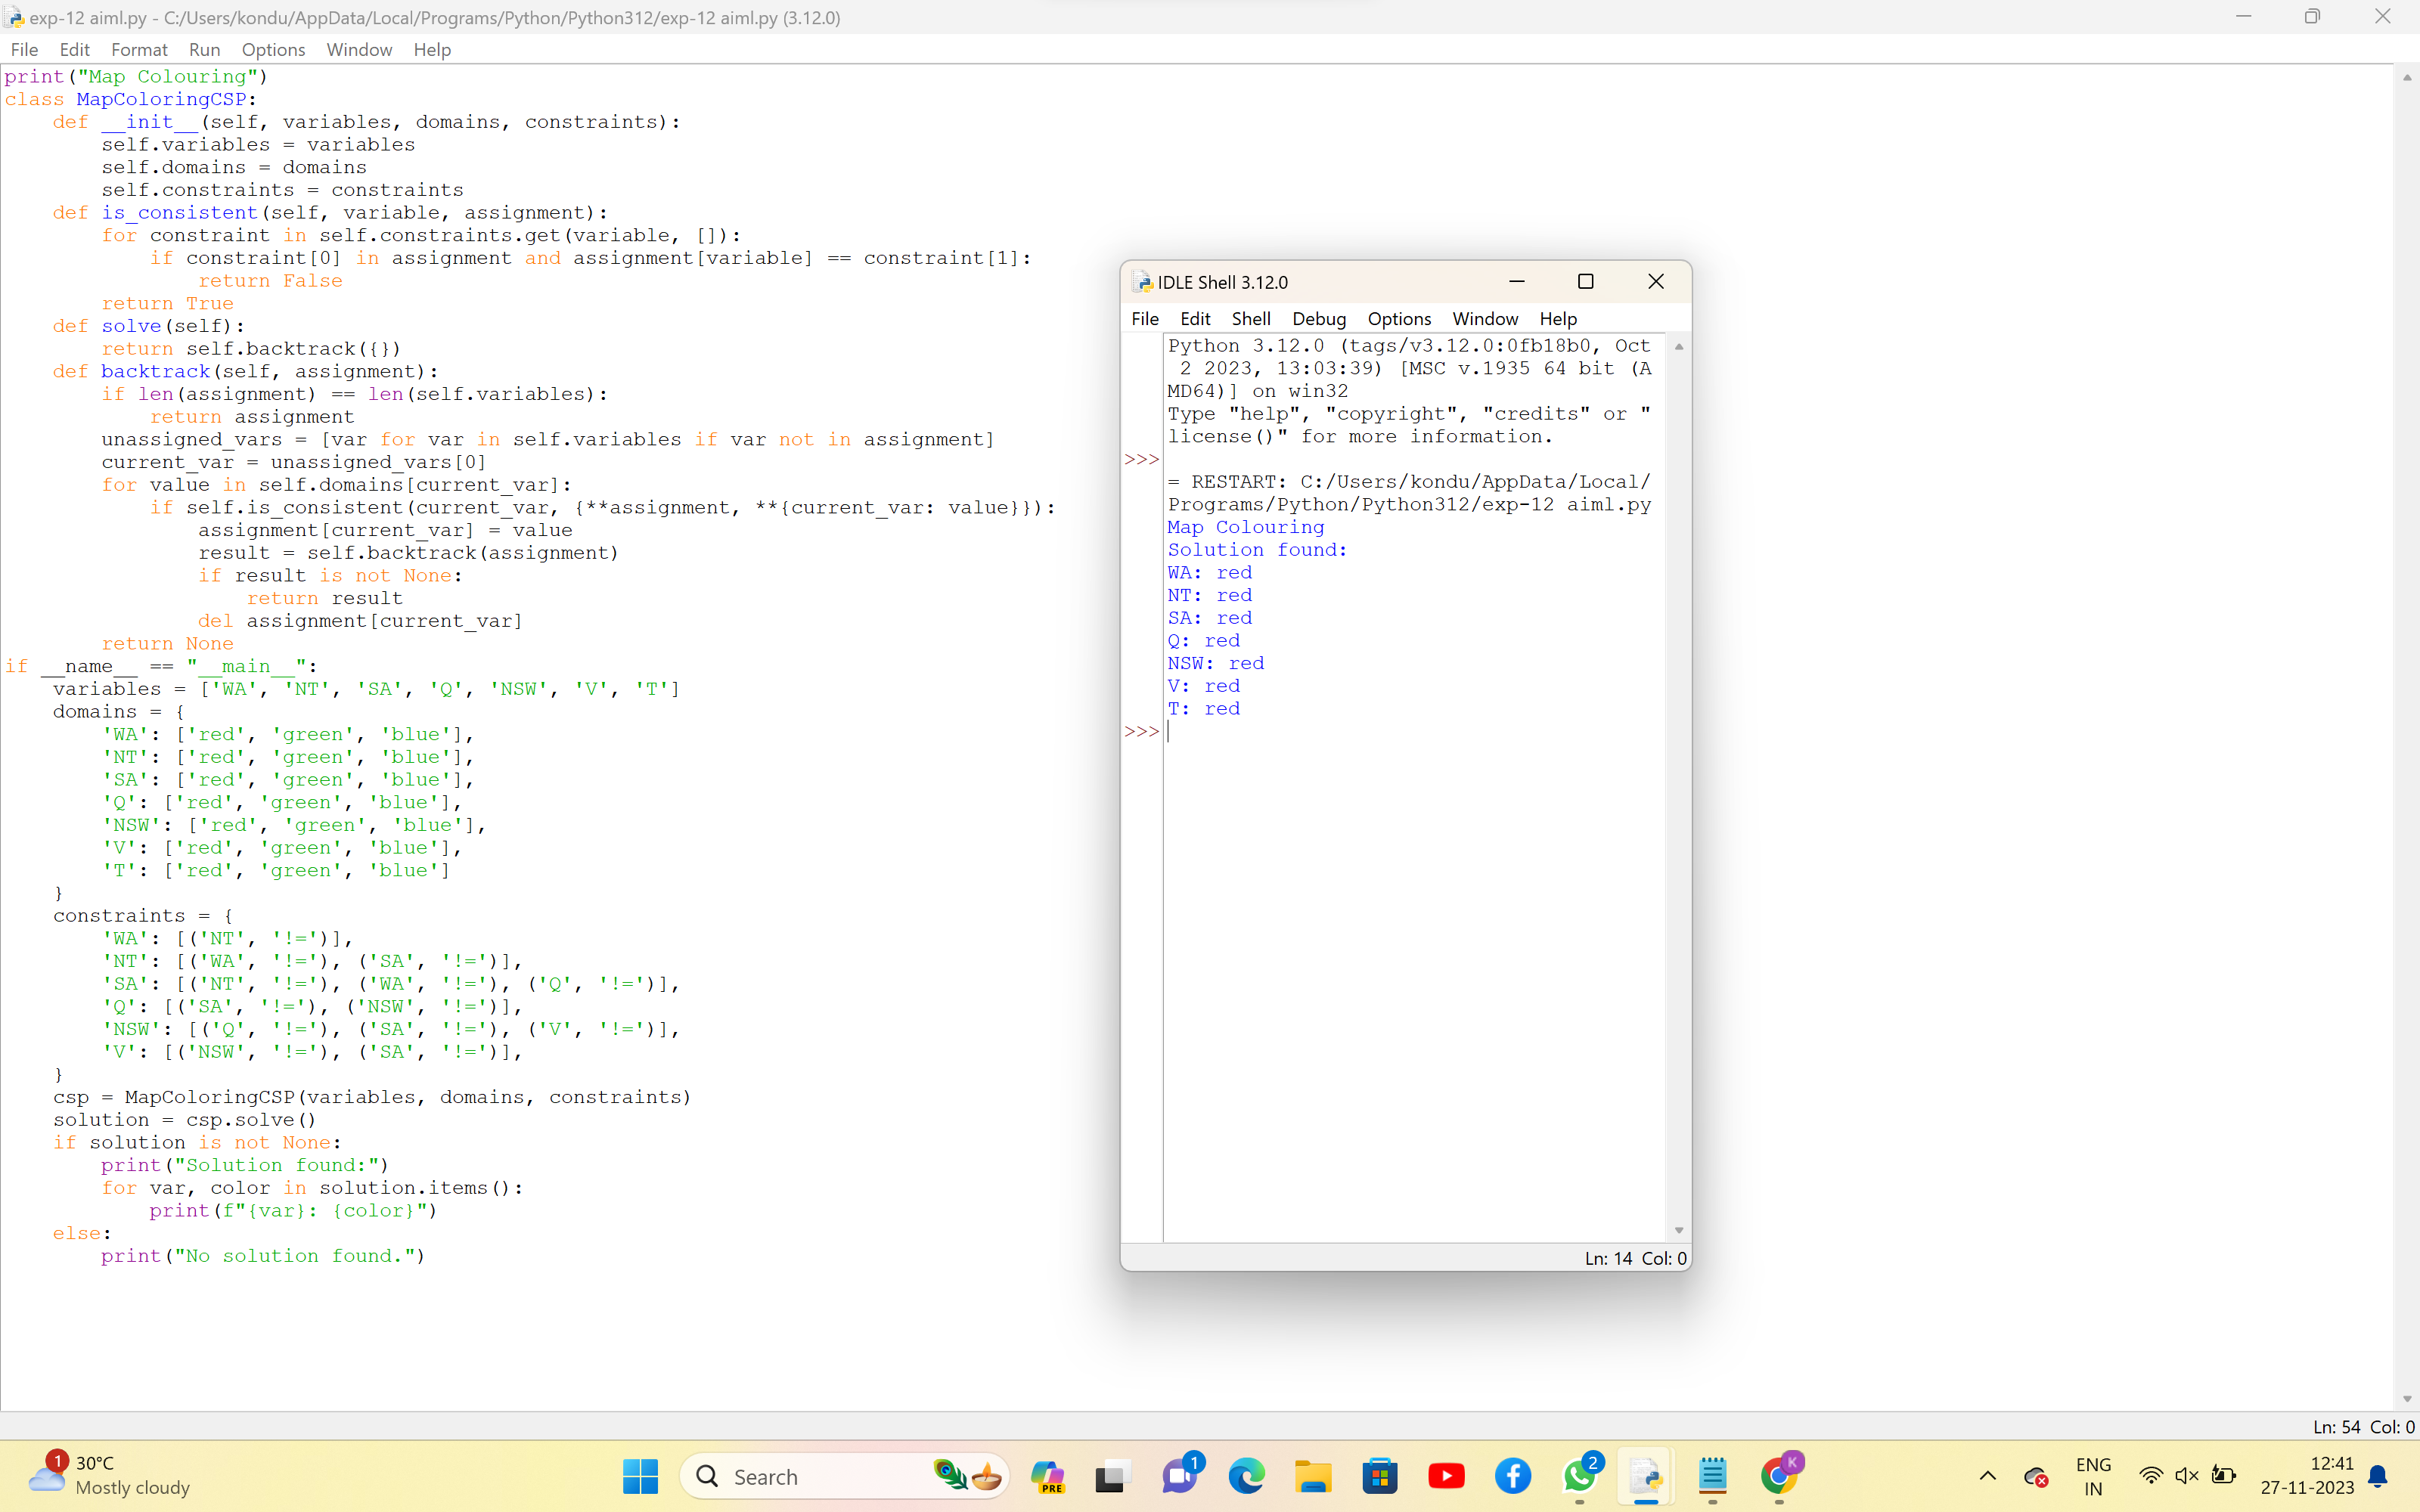 exp-12 aiml.py - C:/Users/kondu/AppData/Local/Programs/Python/Python312/exp-12 aiml.py (3.12.0)
File Edit Format Run Options Window Help
print("Map Colouring")
class MapColoringCSP:
    def __init__(self, variables, domains, constraints):
        self.variables = variables
        self.domains = domains
        self.constraints = constraints
    def is_consistent(self, variable, assignment):
        for constraint in self.constraints.get(variable, []):
            if constraint[0] in assignment and assignment[variable] == constraint[1]:
                return False
        return True
    def solve(self):
        return self.backtrack({})
    def backtrack(self, assignment):
        if len(assignment) == len(self.variables):
            return assignment
        unassigned_vars = [var for var in self.variables if var not in assignment]
        current_var = unassigned_vars[0]
        for value in self.domains[current_var]:
            if self.is_consistent(current_var, {**assignment, **{current_var: value}}):
                assignment[current_var] = value
                result = self.backtrack(assignment)
                if result is not None:
                    return result
                del assignment[current_var]
        return None
if __name__ == "__main__":
    variables = ['WA', 'NT', 'SA', 'Q', 'NSW', 'V', 'T']
    domains = {
        'WA': ['red', 'green', 'blue'],
        'NT': ['red', 'green', 'blue'],
        'SA': ['red', 'green', 'blue'],
        'Q': ['red', 'green', 'blue'],
        'NSW': ['red', 'green', 'blue'],
        'V': ['red', 'green', 'blue'],
        'T': ['red', 'green', 'blue']
    }
    constraints = {
        'WA': [('NT', '!=')],
        'NT': [('WA', '!='), ('SA', '!=')],
        'SA': [('NT', '!='), ('WA', '!='), ('Q', '!=')],
        'Q': [('SA', '!='), ('NSW', '!=')],
        'NSW': [('Q', '!='), ('SA', '!='), ('V', '!=')],
        'V': [('NSW', '!='), ('SA', '!=')],
    }
    csp = MapColoringCSP(variables, domains, constraints)
    solution = csp.solve()
    if solution is not None:
        print("Solution found:")
        for var, color in solution.items():
            print(f"{var}: {color}")
    else:
        print("No solution found.")
IDLE Shell 3.12.0
File Edit Shell Debug Options Window Help
Python 3.12.0 (tags/v3.12.0:0fb18b0, Oct
 2 2023, 13:03:39) [MSC v.1935 64 bit (A
MD64)] on win32
Type "help", "copyright", "credits" or "
license()" for more information.
>>>
= RESTART: C:/Users/kondu/AppData/Local/
Programs/Python/Python312/exp-12 aiml.py
Map Colouring
Solution found:
WA: red
NT: red
SA: red
Q: red
NSW: red
V: red
T: red
>>>
Ln: 14 Col: 0
Ln: 54 Col: 0
1
30°C
Mostly cloudy
Search
PRE
1
2
K
ENG
IN
12:41
27-11-2023